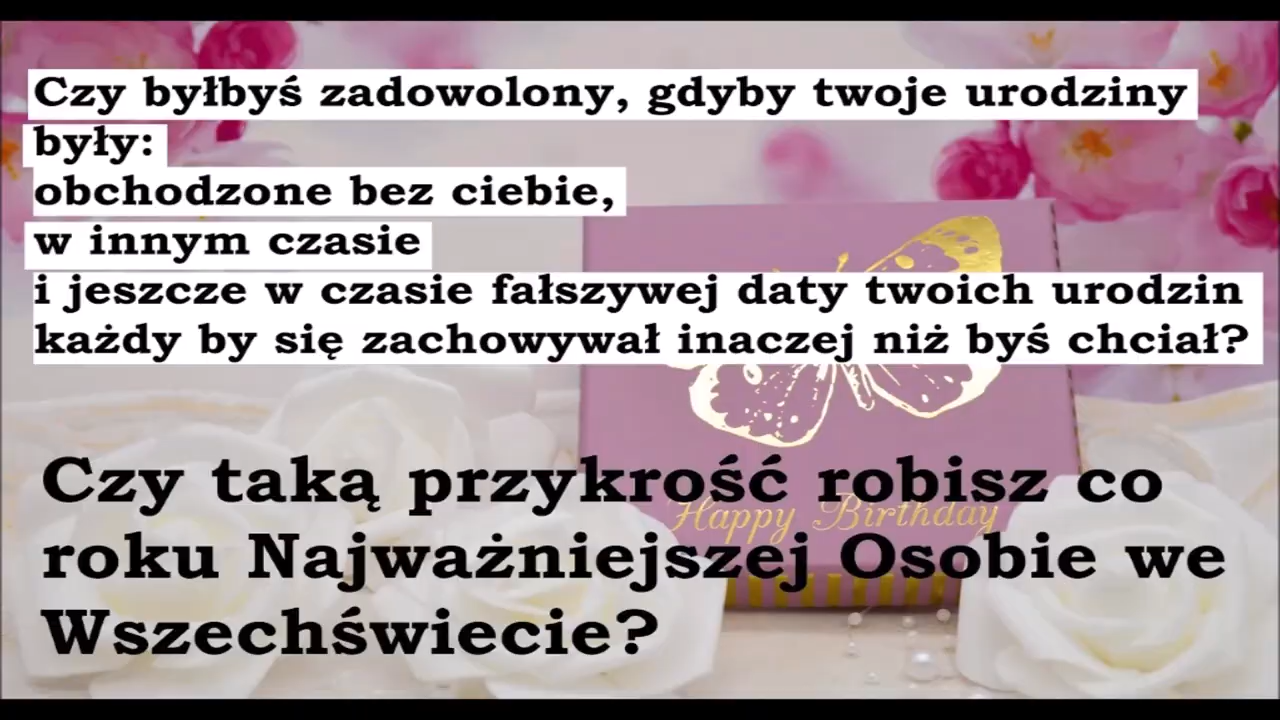 Czy byłbyś zadowolony, gdyby twoje urodziny
były:
obchodzone bez ciebie,
w innym czasie
i jeszcze w czasie fałszywej daty twoich urodzin
każdy by się zachowywał inaczej niż byś chciał?
Czy taką przykrość robisz co
Happy Birthday
roku Najważniejszej Osobie we
Wszechświecie?